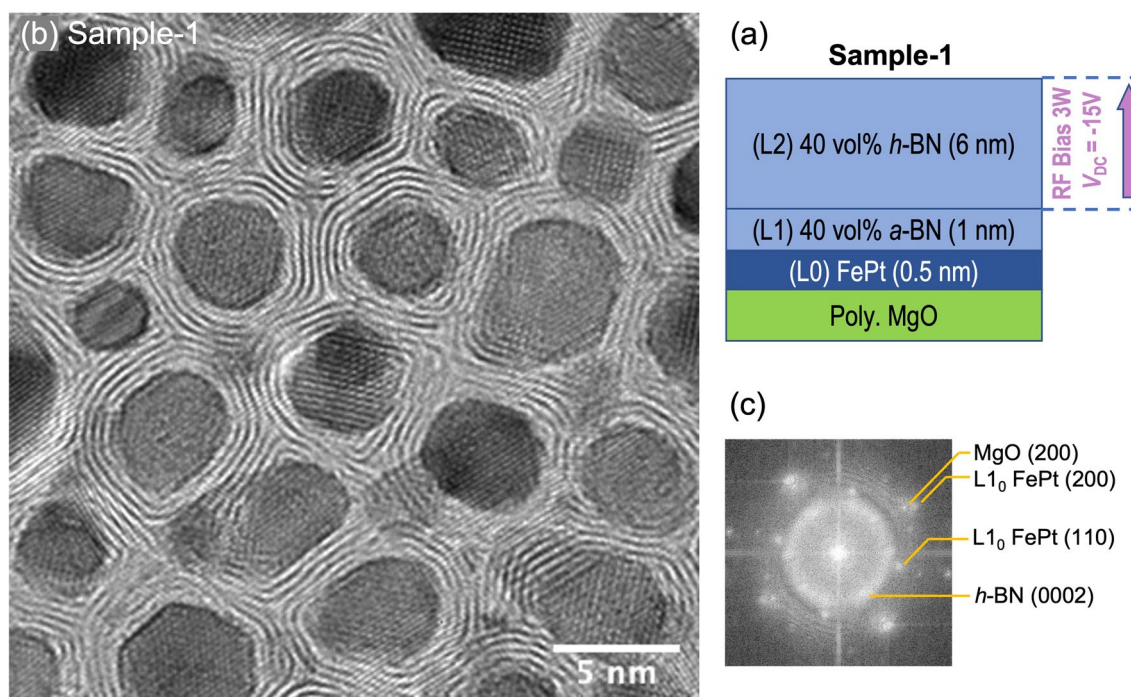 (b) Sample-1
5 nm
(a)
Sample-1
(L2) 40 vol% h-BN (6 nm)
(L1) 40 vol% a-BN (1 nm)
(L0) FePt (0.5 nm)
Poly. MgO
RF Bias 3W
V_DC = -15V
(c)
MgO (200)
L1₀ FePt (200)
L1₀ FePt (110)
h-BN (0002)